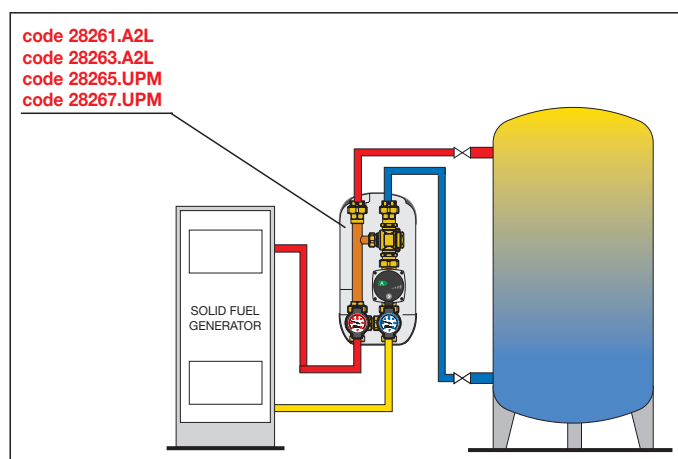 code 28261.A2L
code 28263.A2L
code 28265.UPM
code 28267.UPM
A
SOLID FUEL
GENERATOR